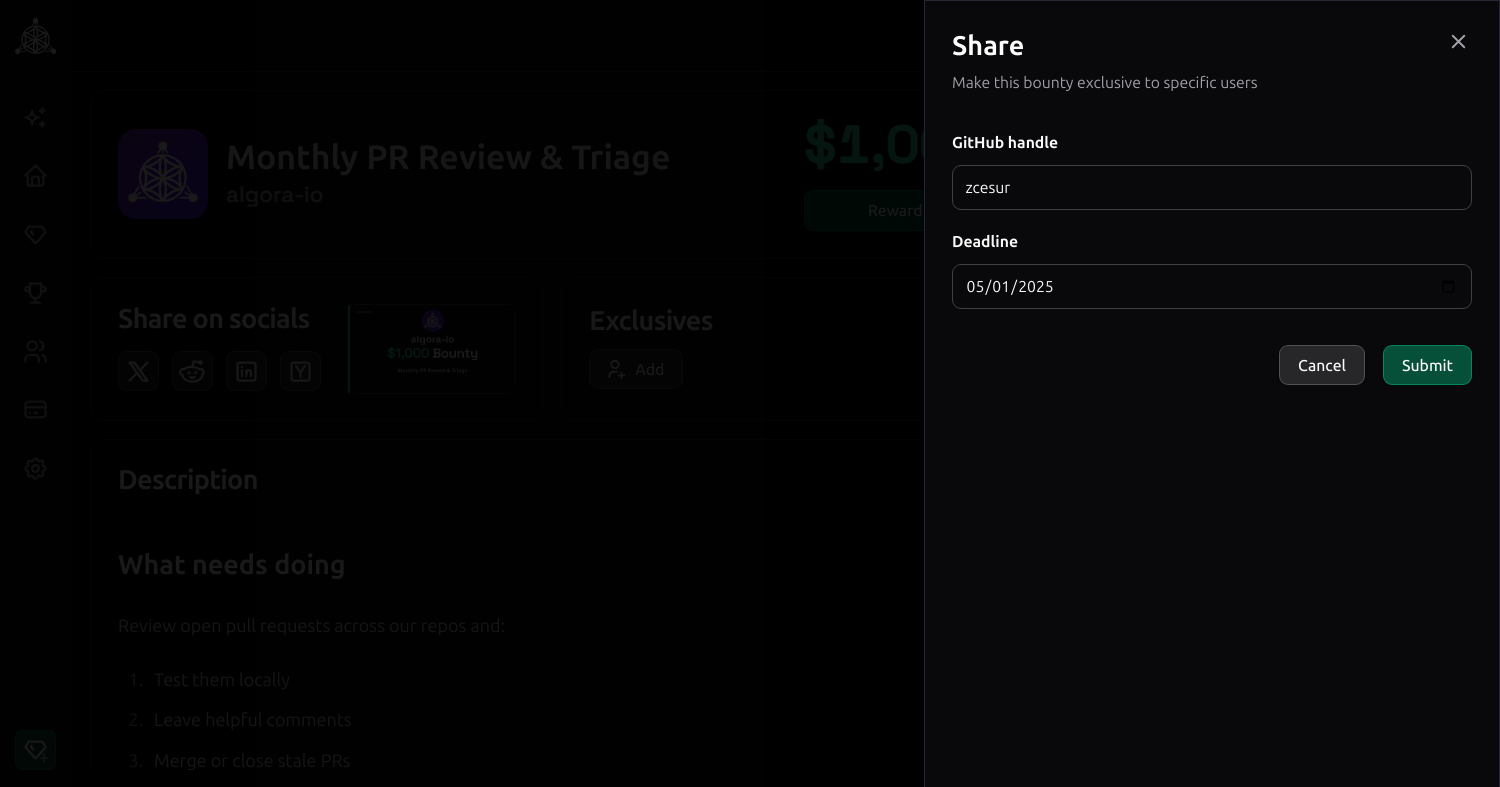 Monthly PR Review & Triage
algora-io
$1,00
Reward
Share on socials
algora-io
$1,000 Bounty
Monthly PR Review & Triage
Exclusives
Add
Description
What needs doing
Review open pull requests across our repos and:
1. Test them locally
2. Leave helpful comments
3. Merge or close stale PRs
Share
Make this bounty exclusive to specific users
GitHub handle
zcesur
Deadline
05/01/2025
Cancel
Submit